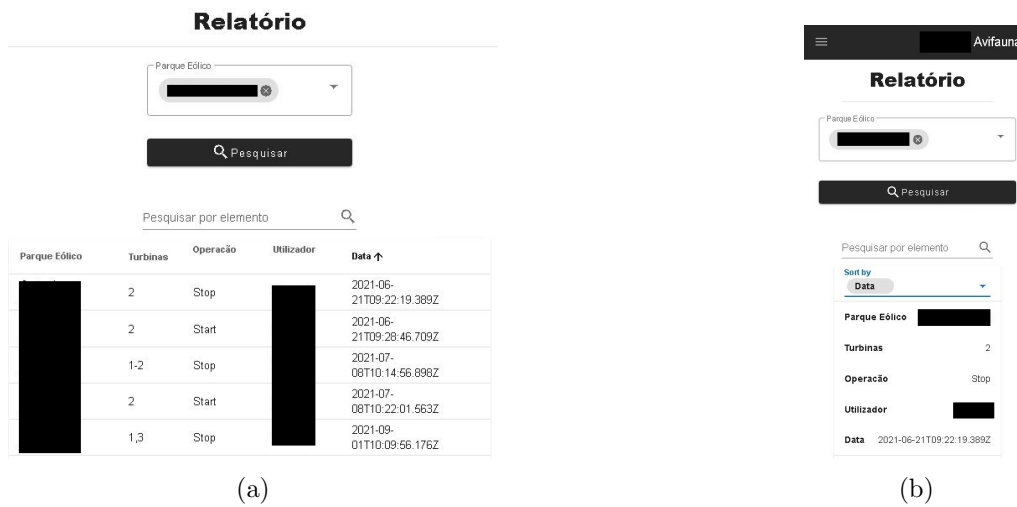 Relatório
Parque Eólico
Pesquisar
Pesquisar por elemento
Parque Eólico Turbinas Operacão Utilizador Data
2 Stop 2021-06-
21T09:22:19.389Z
2 Start 2021-06-
21T09:28:46.709Z
1-2 Stop 2021-07-
08T10:14:56.898Z
2 Start 2021-07-
08T10:22:01.563Z
1,3 Stop 2021-09-
01T10:09:56.176Z
(a)
Avifauna
Relatório
Parque Eólico
Pesquisar
Pesquisar por elemento
Sort by
Data
Parque Eólico
Turbinas 2
Operacão Stop
Utilizador
Data 2021-06-21T09:22:19.389Z
(b)